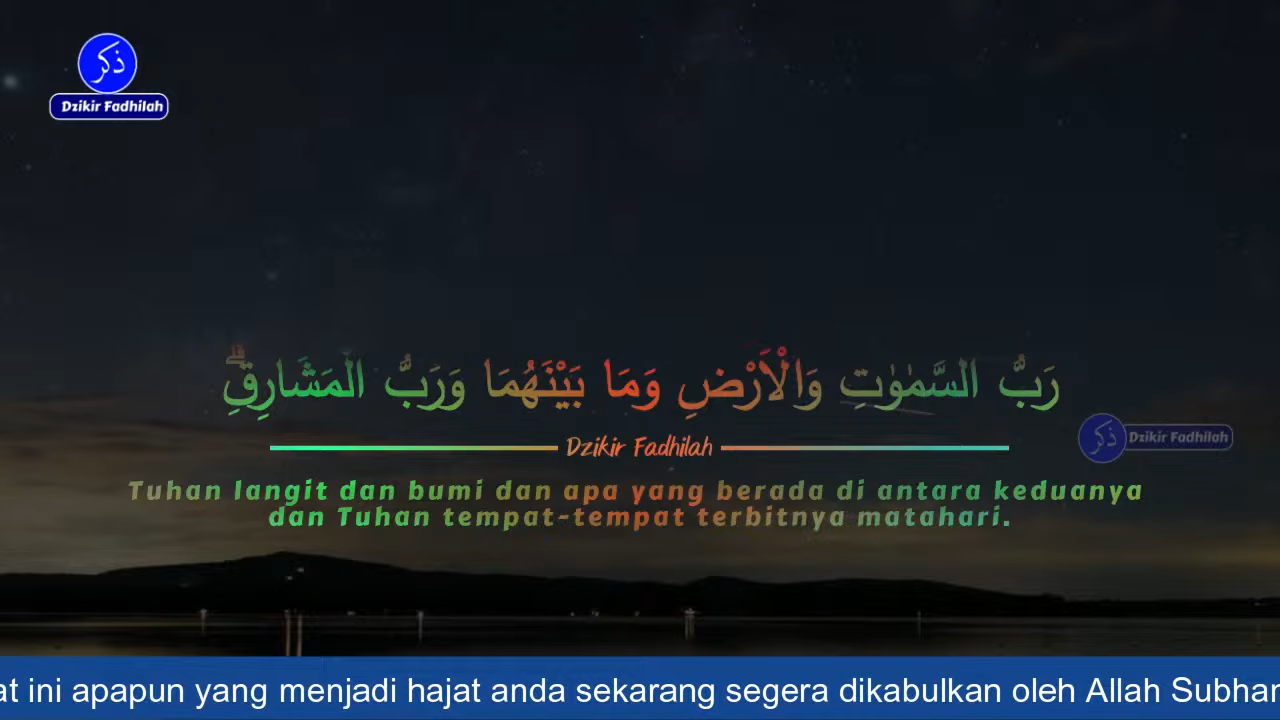 ذكر
Dzikir Fadhilah
رَبُّ السَّمٰوٰتِ وَالْاَرْضِ وَمَا بَيْنَهُمَا وَرَبُّ الْمَشَارِقِۗ
Dzikir Fadhilah
ذكر
Dzikir Fadhilah
Tuhan langit dan bumi dan apa yang berada di antara keduanya
dan Tuhan tempat-tempat terbitnya matahari.
at ini apapun yang menjadi hajat anda sekarang segera dikabulkan oleh Allah Subhan